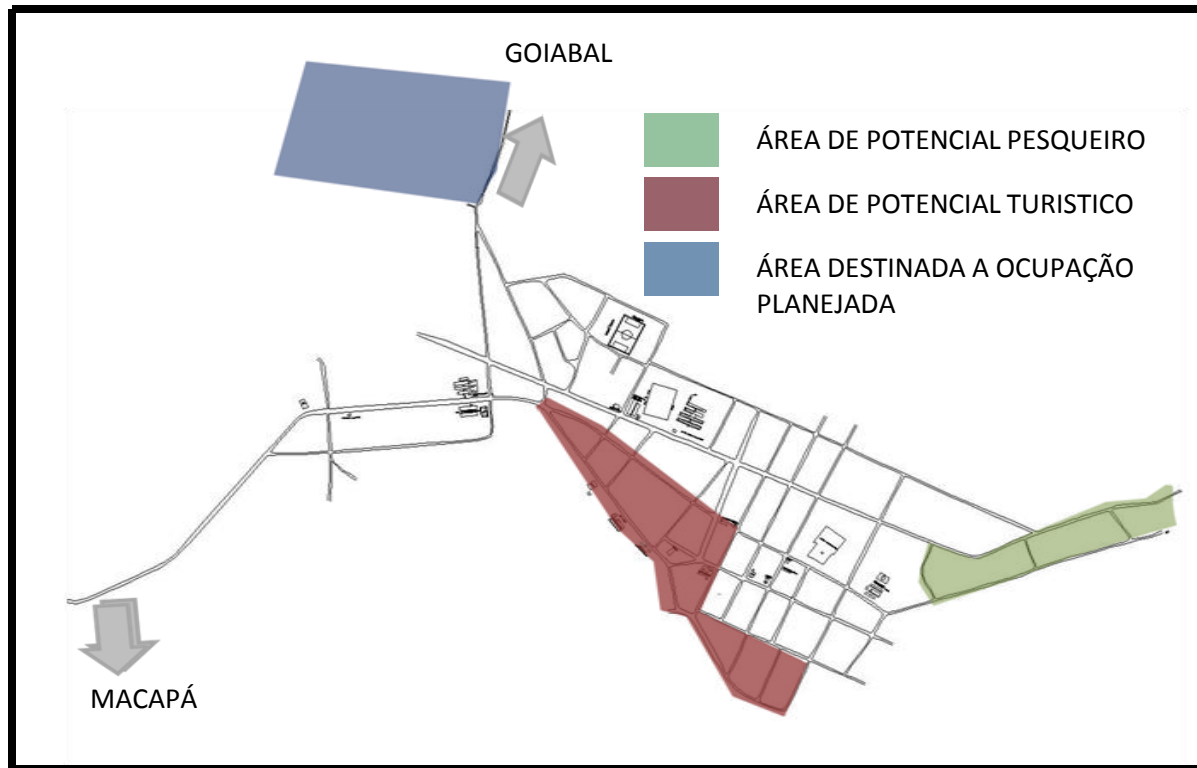 GOIABAL
ÁREA DE POTENCIAL PESQUEIRO
ÁREA DE POTENCIAL TURISTICO
ÁREA DESTINADA A OCUPAÇÃO
PLANEJADA
MACAPÁ